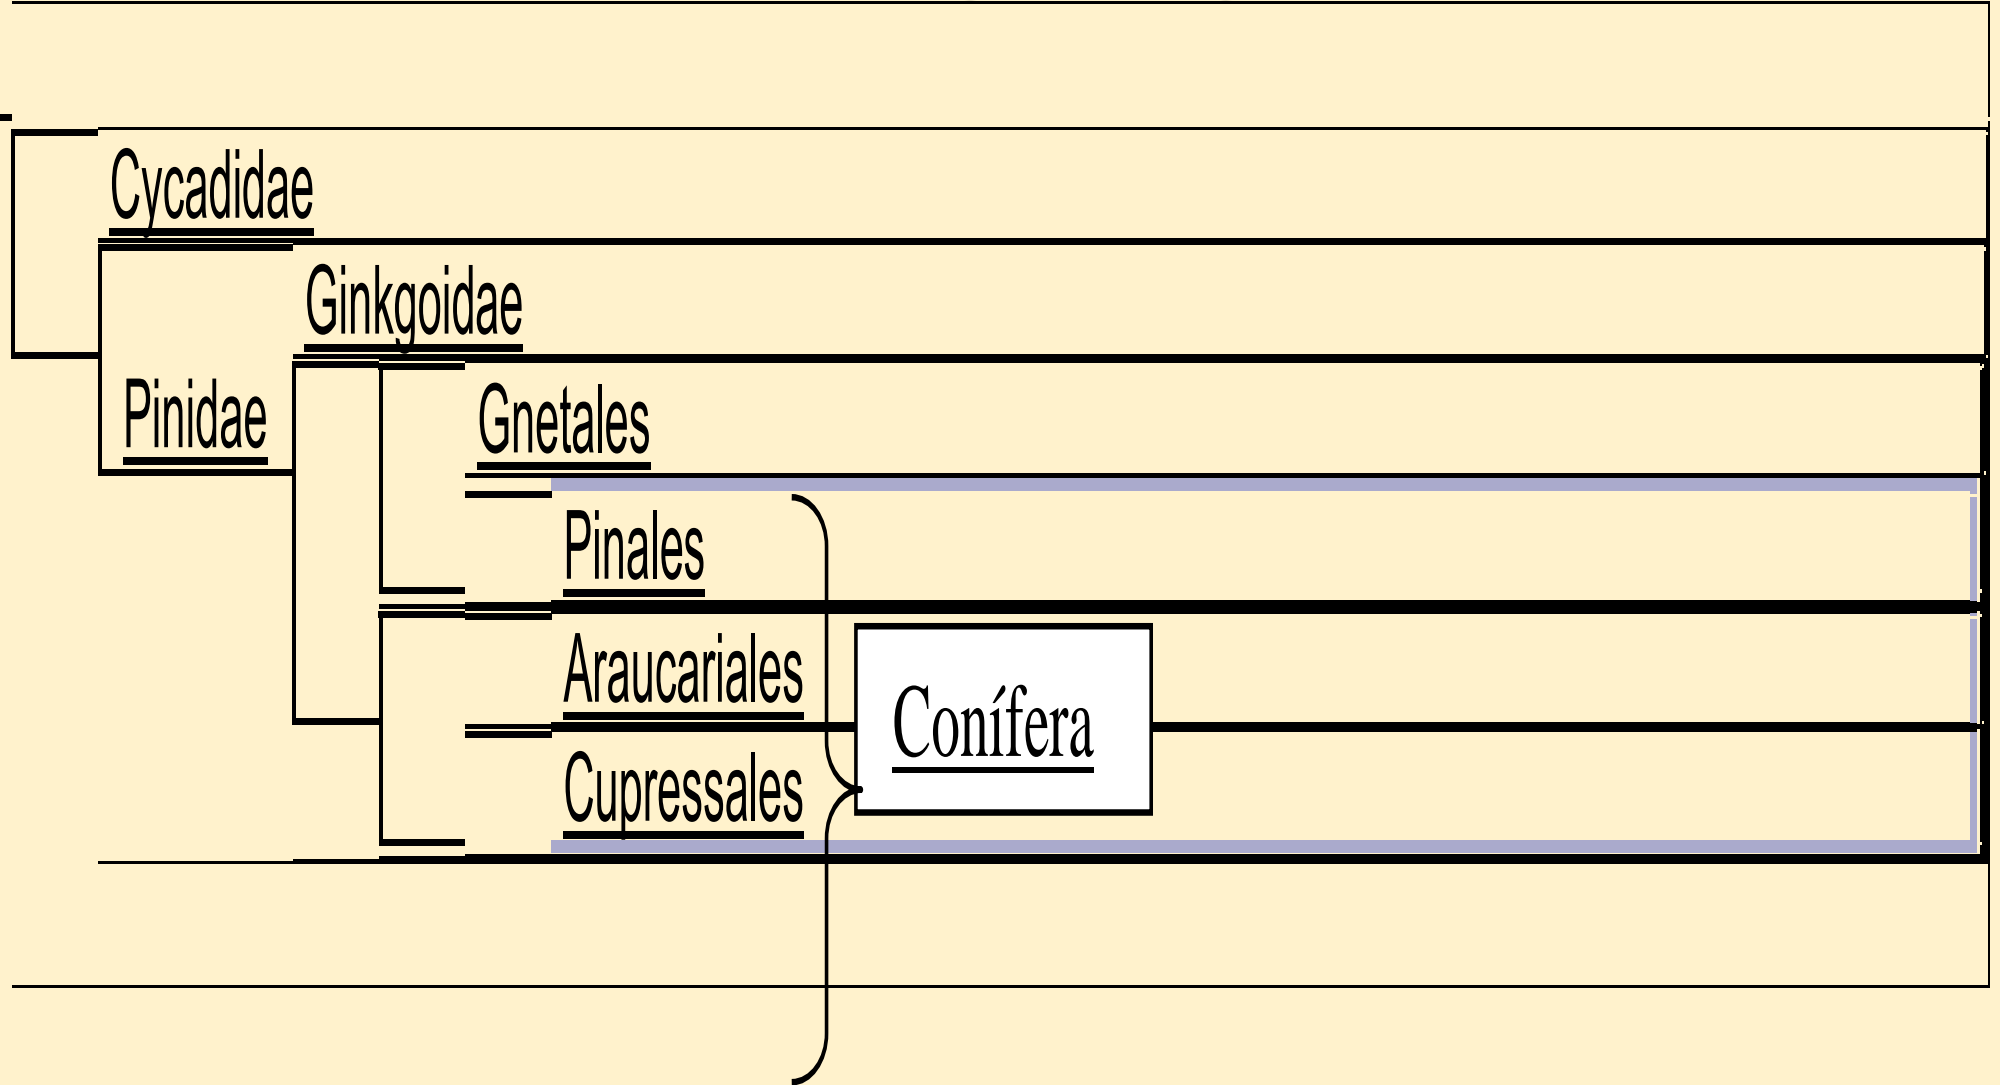 Cycadidae
Ginkgoidae
Pinidae
Gnetales
Pinales
Araucariales
Conífera
Cupressales